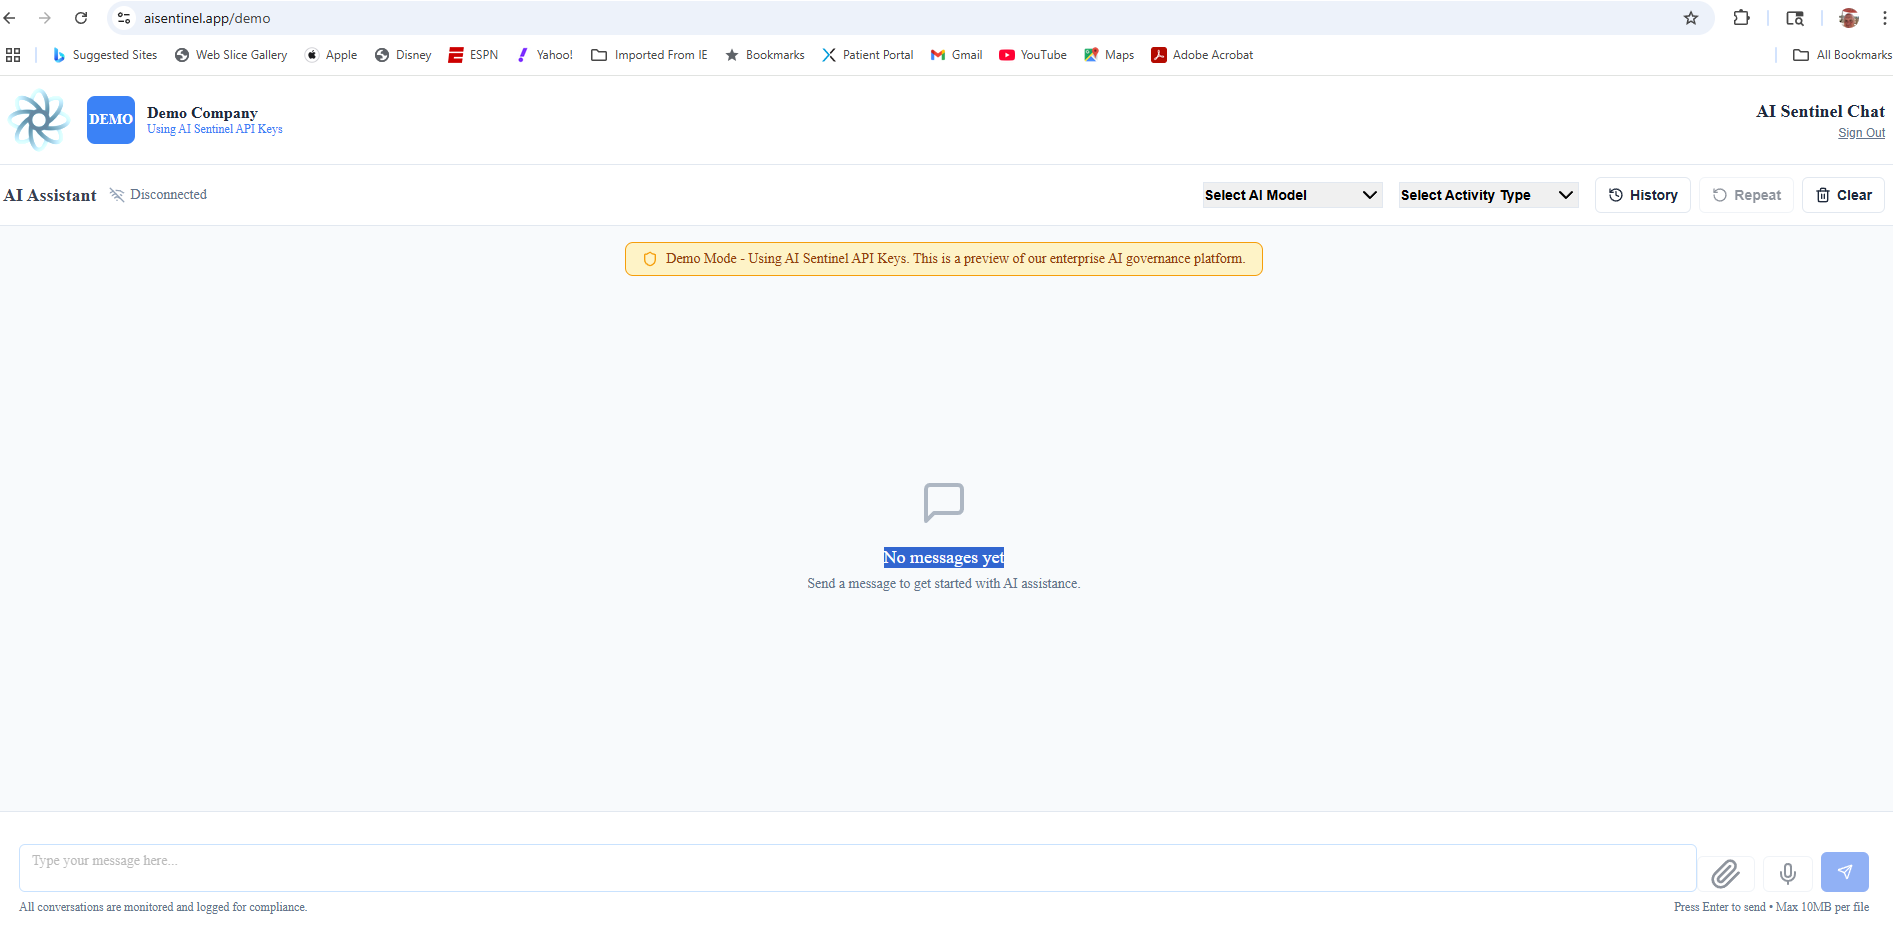 aisentinel.app/demo
Suggested Sites Web Slice Gallery Apple Disney ESPN Yahoo! Imported From IE Bookmarks Patient Portal Gmail YouTube Maps Adobe Acrobat All Bookmarks
DEMO
Demo Company
Using AI Sentinel API Keys
AI Sentinel Chat
Sign Out
AI Assistant Disconnected Select AI Model Select Activity Type History Repeat Clear
Demo Mode - Using AI Sentinel API Keys. This is a preview of our enterprise AI governance platform.
No messages yet
Send a message to get started with AI assistance.
Type your message here...
All conversations are monitored and logged for compliance. Press Enter to send • Max 10MB per file